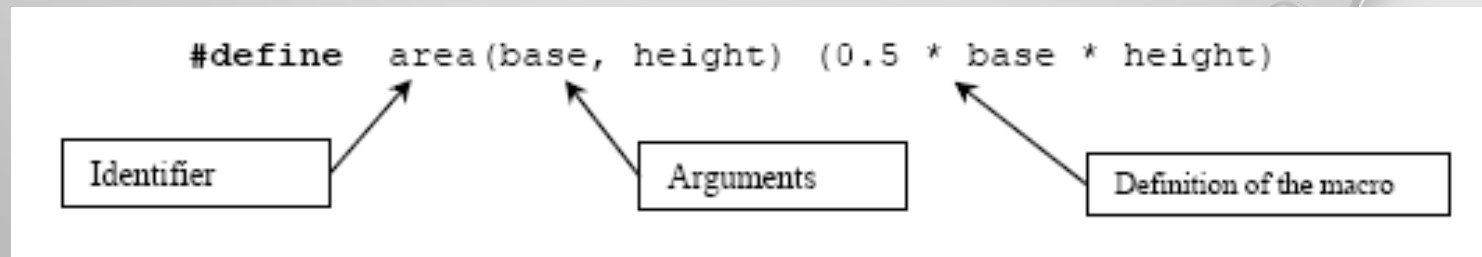 #define area(base, height) (0.5 * base * height)
Identifier
Arguments
Definition of the macro